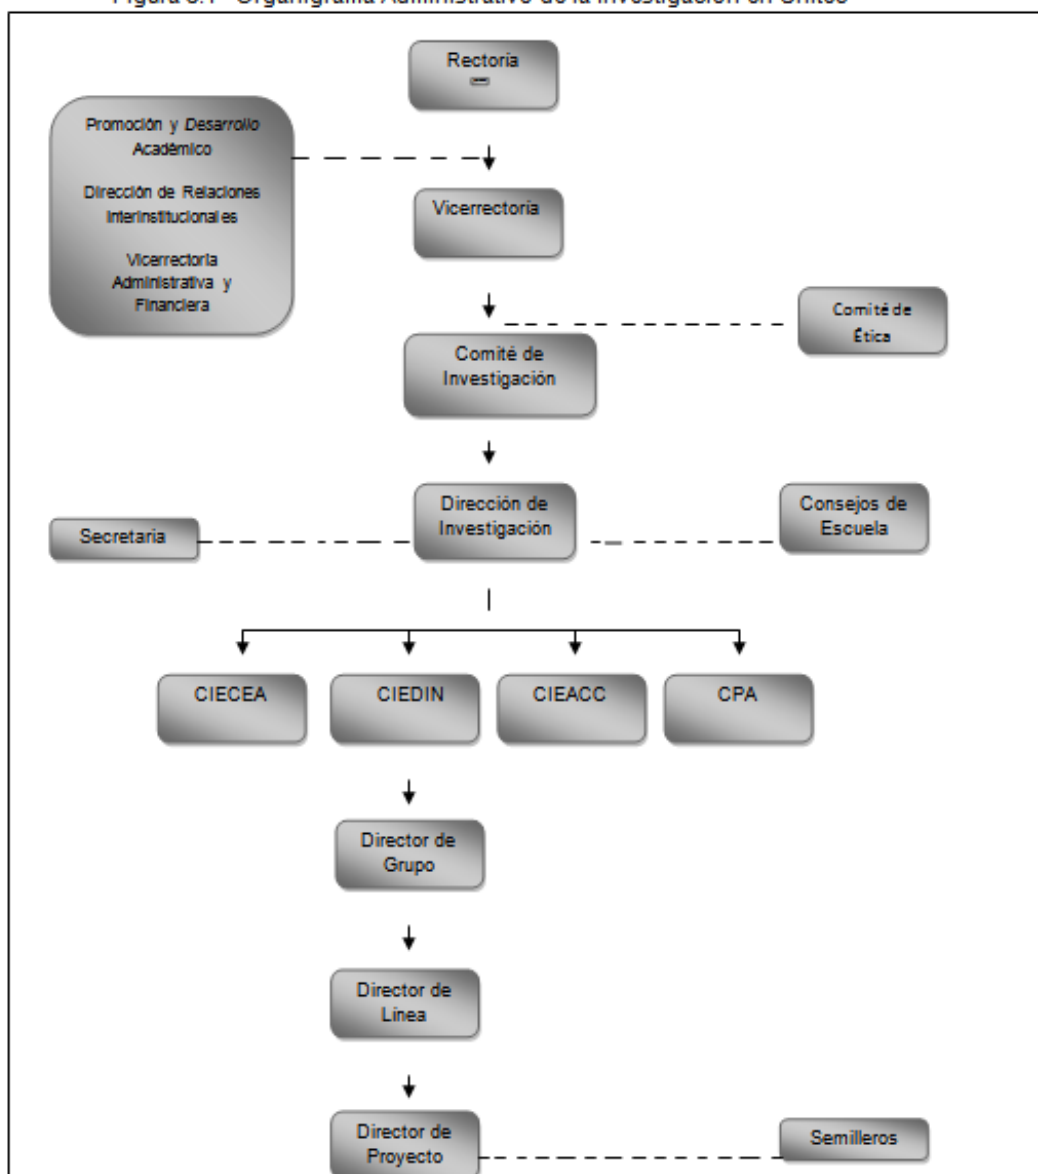 Figura 3.1 Organigrama Administrativo de la Investigación en Unitec
Rectoría
Promoción y Desarrollo
Académico
Dirección de Relaciones
Interinstitucionales
Vicerrectoría
Administrativa y
Financiera
Vicerrectoría
Comité de
Ética
Comité de
Investigación
Dirección de
Investigación
Consejos de
Escuela
Secretaria
CIECEA
CIEDIN
CIEACC
CPA
Director de
Grupo
Director de
Línea
Director de
Proyecto
Semilleros